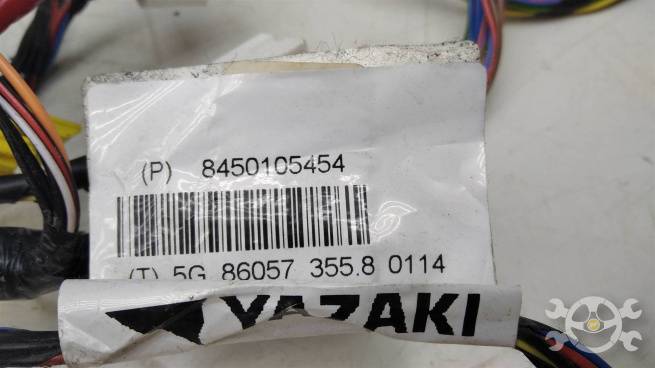 (P) 8450105454
(T) 5G 86057 355.8 0114
YAZAKI